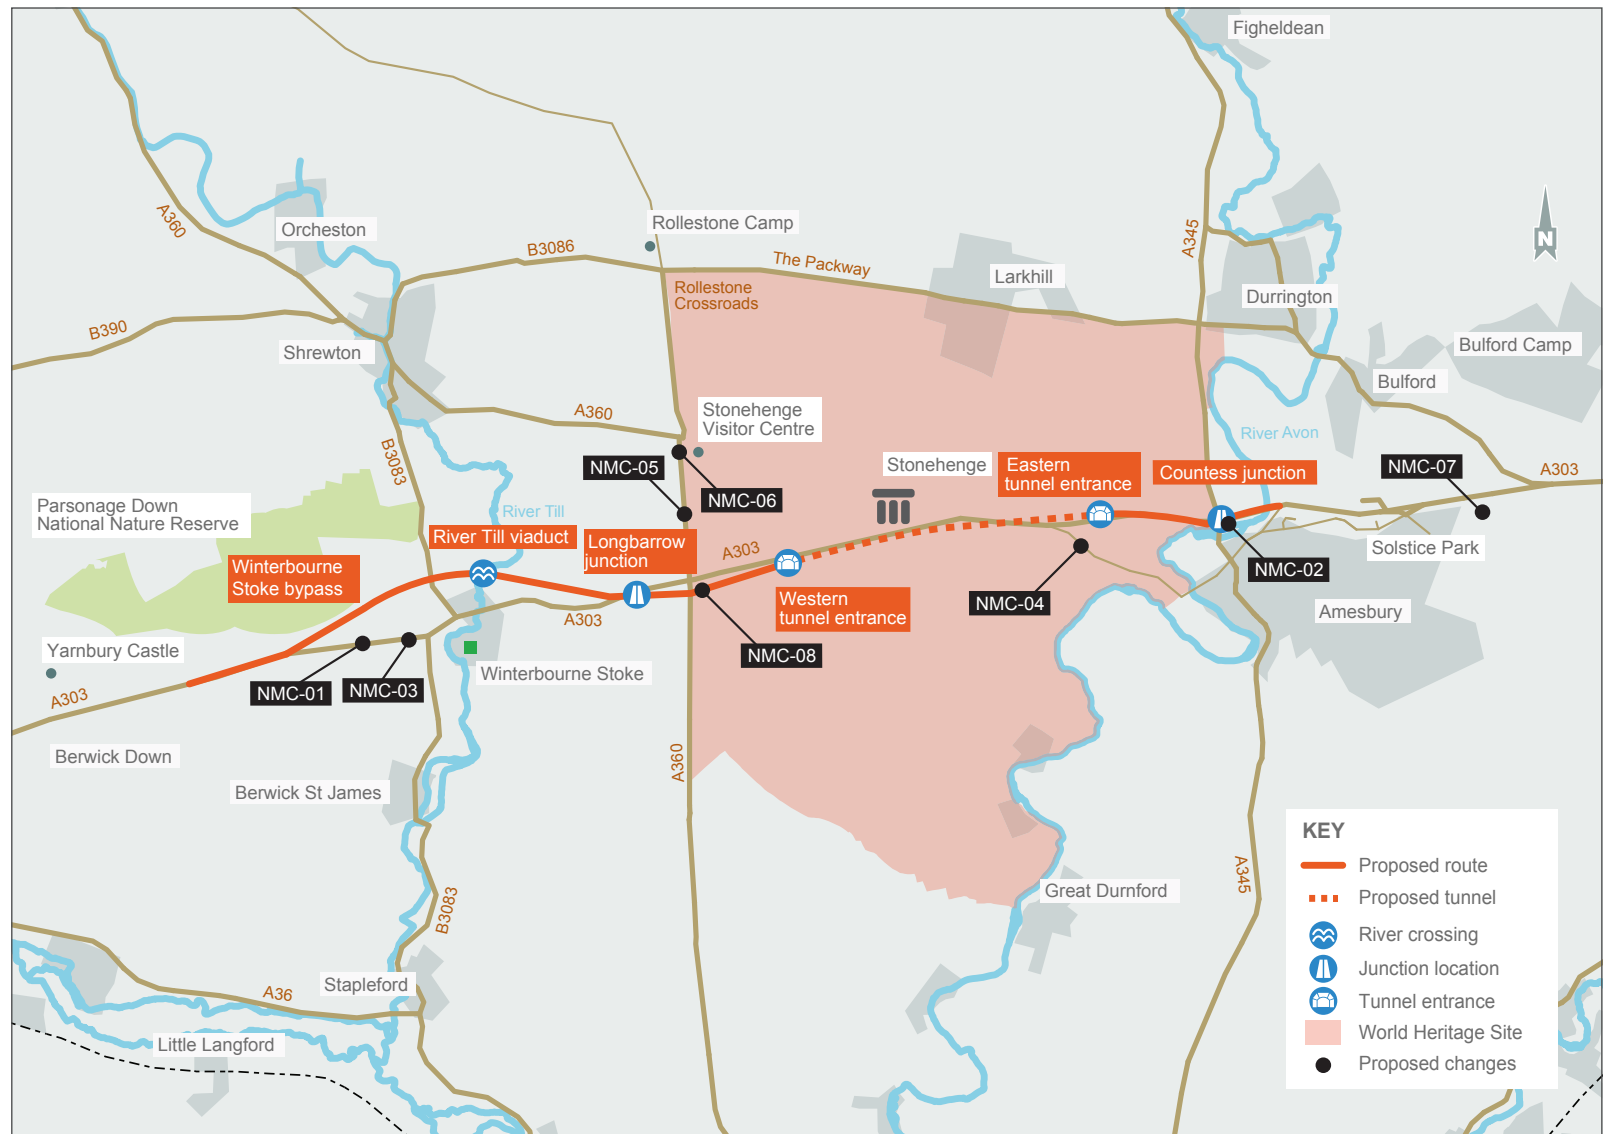 Figheldean
A360
Orcheston
Rollestone Camp
B3086
The Packway
A345
N
Larkhill
Durrington
Rollestone
Crossroads
B390
Shrewton
Bulford Camp
Bulford
A360
Stonehenge
Visitor Centre
River Avon
B3083
NMC-05
NMC-06
Stonehenge
Eastern
tunnel entrance
Countess junction
NMC-07
A303
Parsonage Down
National Nature Reserve
River Till
River Till viaduct
Longbarrow
junction
A303
Solstice Park
NMC-02
Winterbourne
Stoke bypass
Western
tunnel entrance
NMC-04
Amesbury
A303
NMC-08
Yarnbury Castle
Winterbourne Stoke
NMC-01
NMC-03
A303
Berwick Down
A360
Berwick St James
KEY
Proposed route
Proposed tunnel
River crossing
Junction location
Tunnel entrance
World Heritage Site
Proposed changes
A345
Great Durnford
B3083
Stapleford
A36
Little Langford